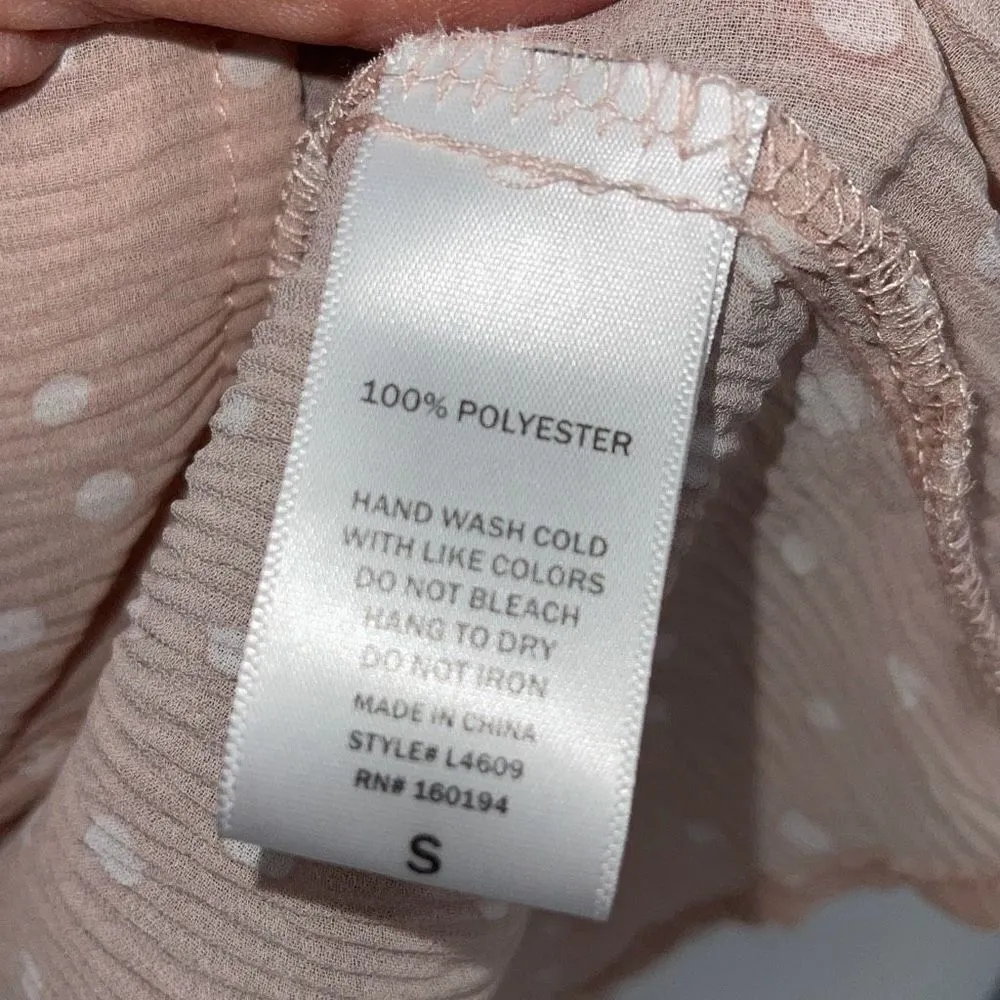 100% POLYESTER
HAND WASH COLD
WITH LIKE COLORS
DO NOT BLEACH
HANG TO DRY
DO NOT IRON
MADE IN CHINA
STYLE# L4609
RN# 160194
S